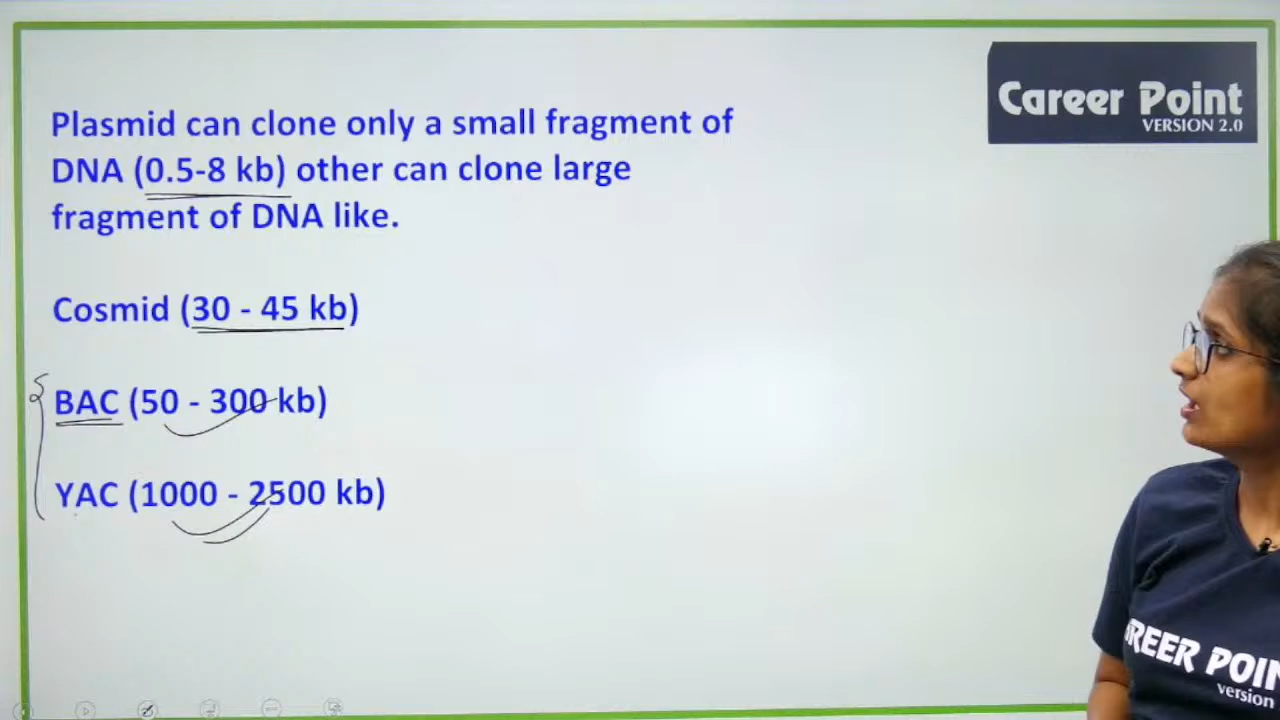 Career Point
VERSION 2.0
Plasmid can clone only a small fragment of
DNA (0.5-8 kb) other can clone large
fragment of DNA like.
Cosmid (30 - 45 kb)
BAC (50 - 300 kb)
YAC (1000 - 2500 kb)
REER POIN
version